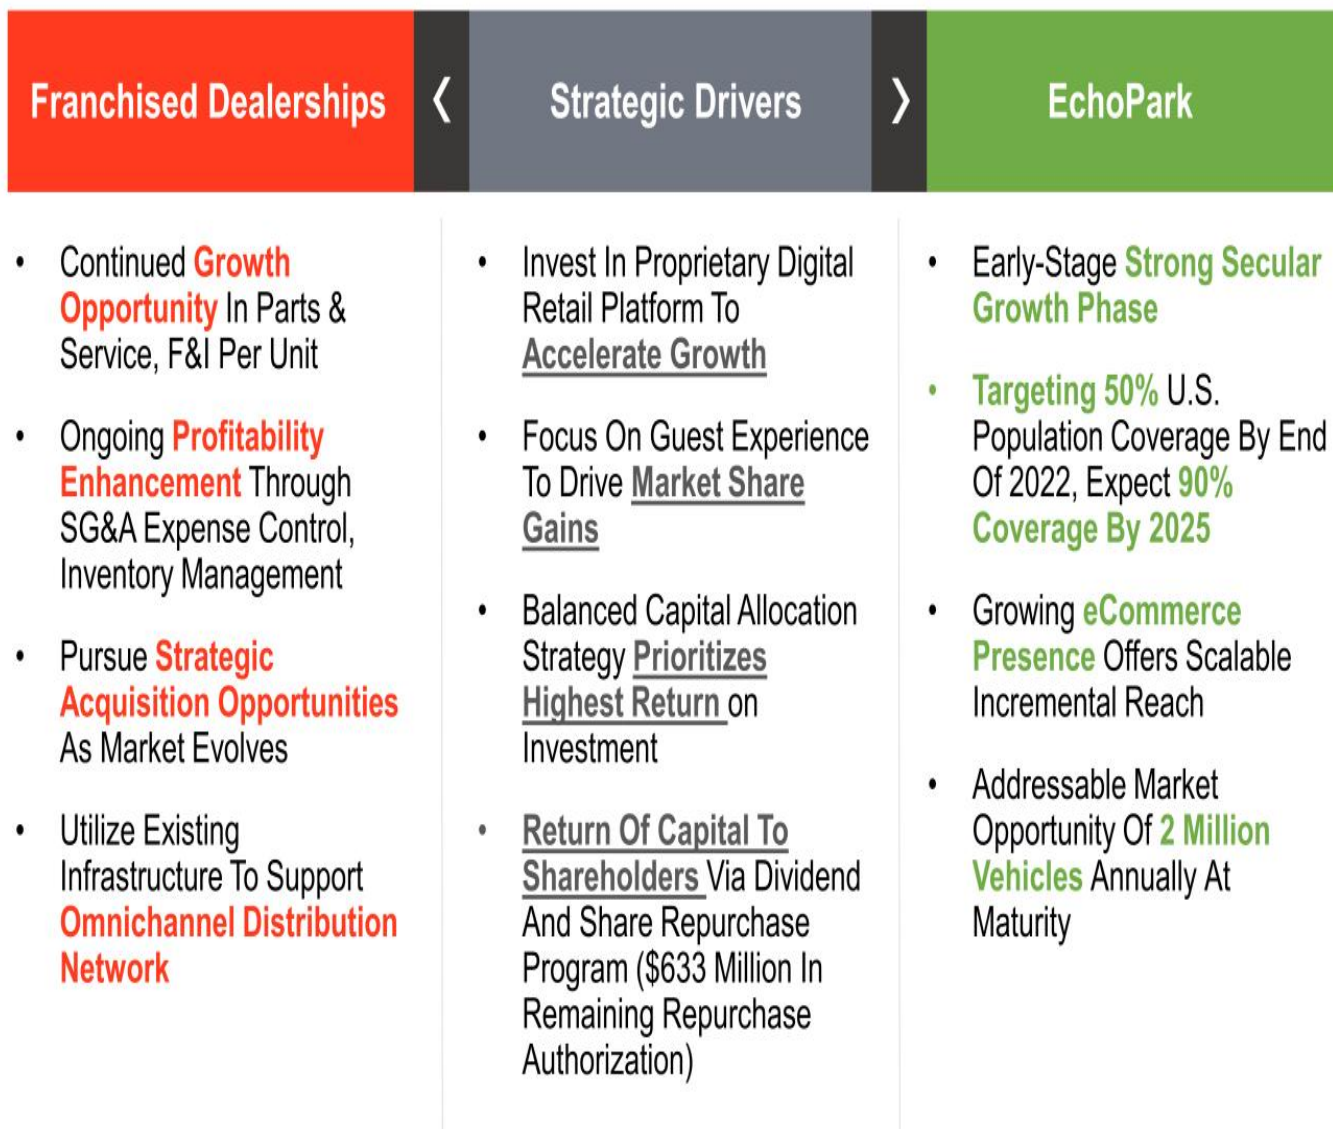 Franchised Dealerships
Strategic Drivers
EchoPark
• Continued Growth
Opportunity In Parts &
Service, F&I Per Unit
• Ongoing Profitability
Enhancement Through
SG&A Expense Control,
Inventory Management
• Pursue Strategic
Acquisition Opportunities
As Market Evolves
• Utilize Existing
Infrastructure To Support
Omnichannel Distribution
Network
• Invest In Proprietary Digital
Retail Platform To
Accelerate Growth
• Focus On Guest Experience
To Drive Market Share
Gains
• Balanced Capital Allocation
Strategy Prioritizes
Highest Return on
Investment
• Return Of Capital To
Shareholders Via Dividend
And Share Repurchase
Program ($633 Million In
Remaining Repurchase
Authorization)
• Early-Stage Strong Secular
Growth Phase
• Targeting 50% U.S.
Population Coverage By End
Of 2022, Expect 90%
Coverage By 2025
• Growing eCommerce
Presence Offers Scalable
Incremental Reach
• Addressable Market
Opportunity Of 2 Million
Vehicles Annually At
Maturity